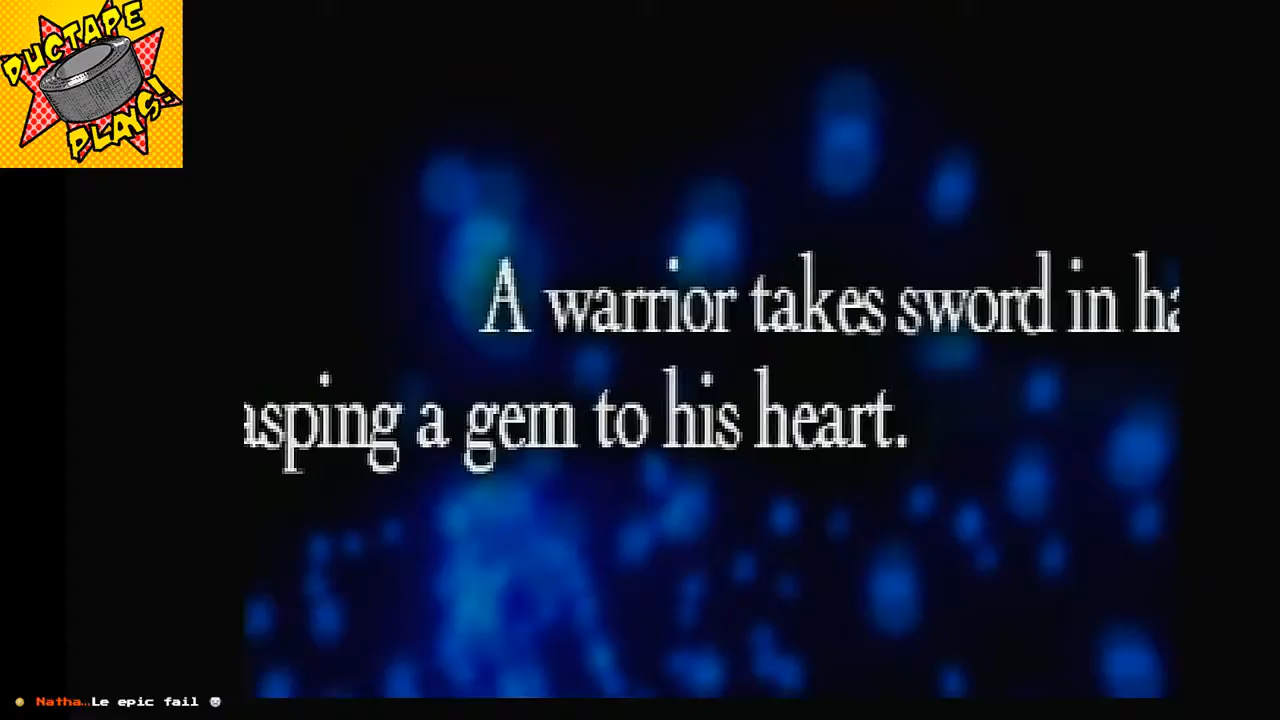 DUCTAPE
PLAYS!
A warrior takes sword in ha
asping a gem to his heart.
Natha…Le epic fail